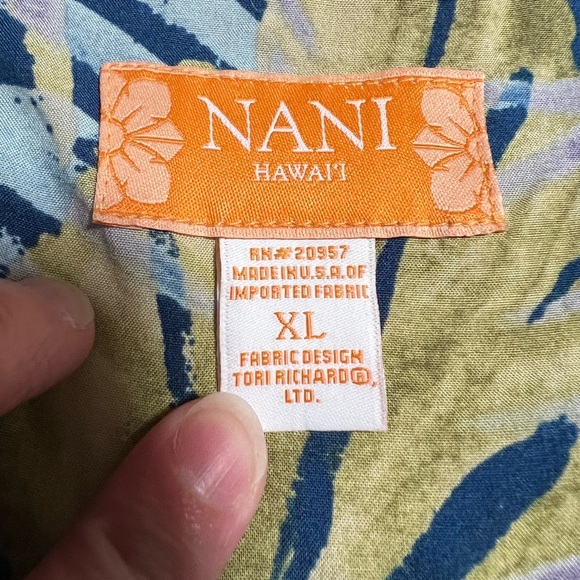 NANI
HAWAI'I
RN# 20957
MADE IN U.S.A. OF
IMPORTED FABRIC
XL
FABRIC DESIGN
TORI RICHARD®
LTD.